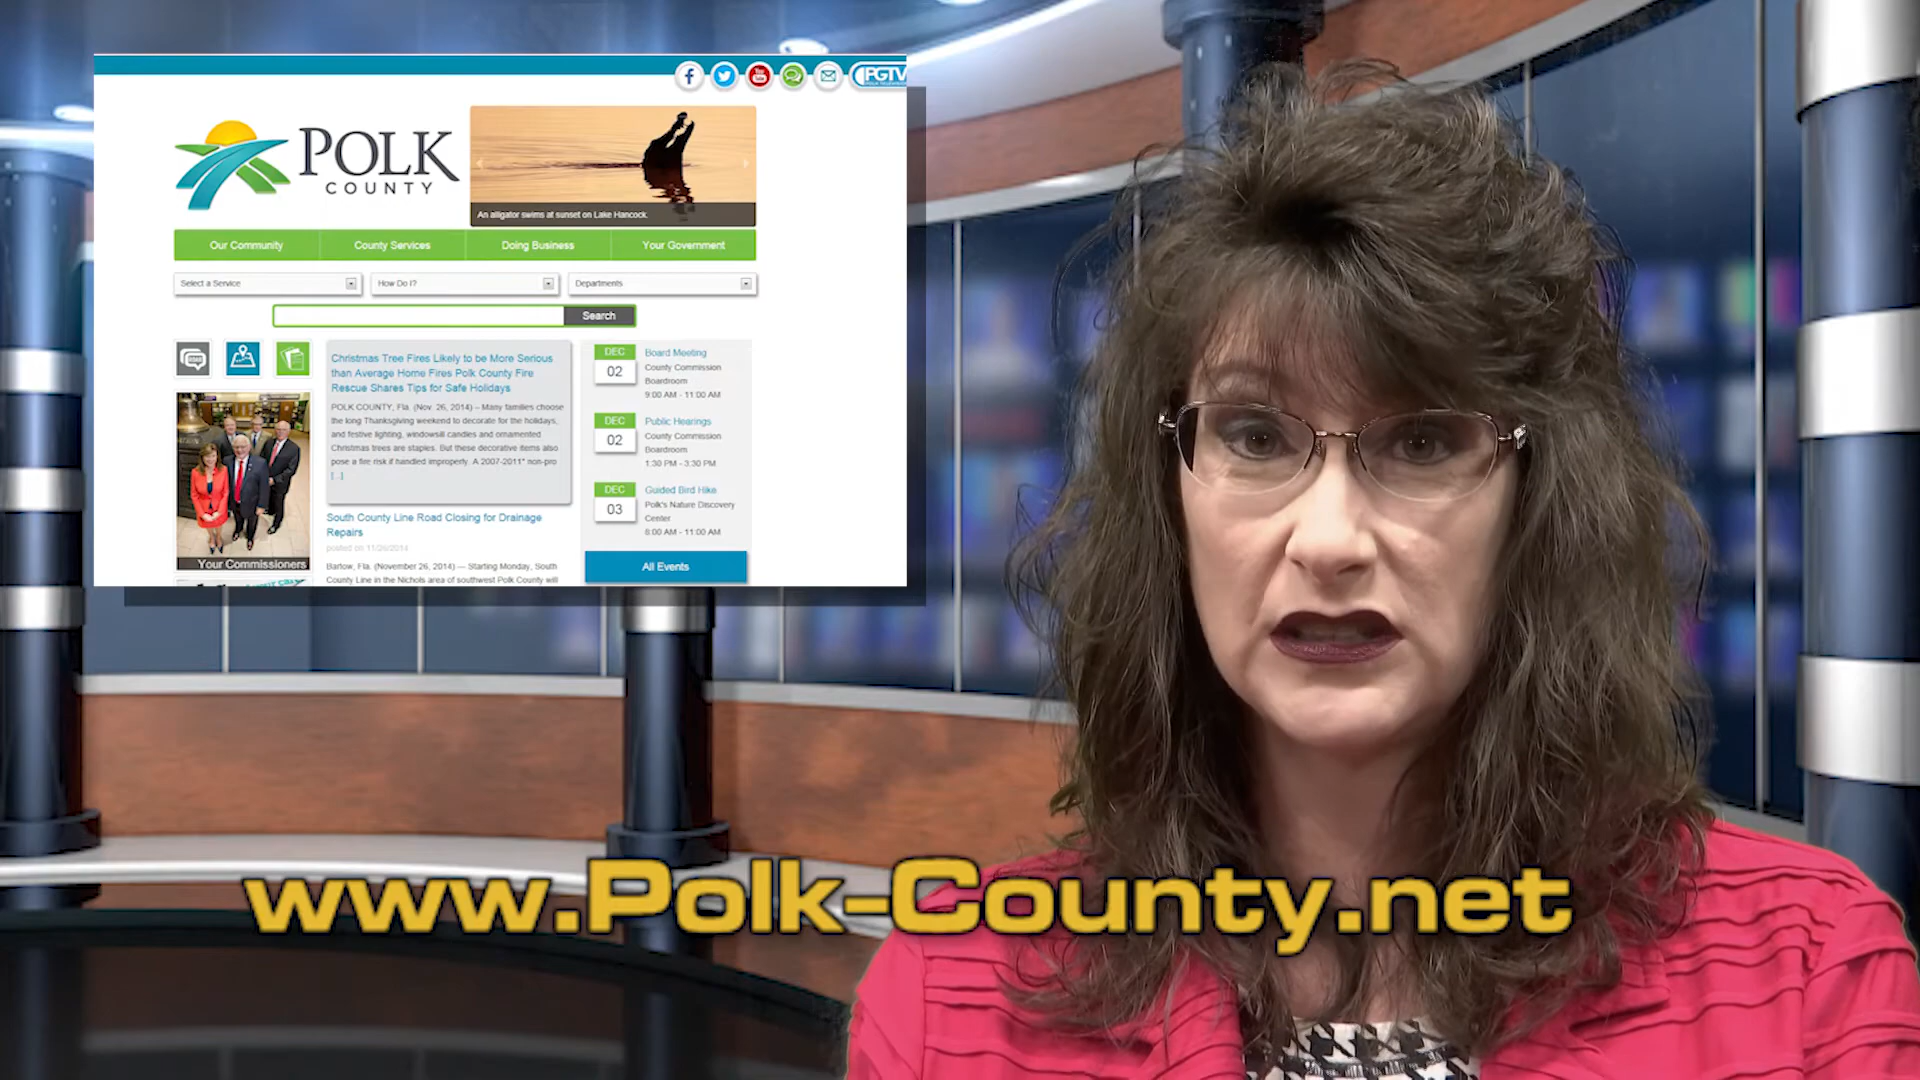 PGTV
POLK
COUNTY
An alligator swims at sunset on Lake Hancock.
Our Community
County Services
Doing Business
Your Government
Select a Service
How Do I?
Departments
Search
Christmas Tree Fires Likely to be More Serious
than Average Home Fires Polk County Fire
Rescue Shares Tips for Safe Holidays
POLK COUNTY, Fla. (Nov. 26, 2014) – Many families choose
the long Thanksgiving weekend to decorate for the holidays,
and festive lighting, windowsill candles and ornamented
Christmas trees are staples. But these decorative items also
pose a fire risk if handled improperly. A 2007-2011* non-pro
[...]
South County Line Road Closing for Drainage
Repairs
posted on 11/26/2014
Bartow, Fla. (November 26, 2014) — Starting Monday, South
County Line in the Nichols area of southwest Polk County will
Your Commissioners
DEC
02
Board Meeting
County Commission
Boardroom
9:00 AM - 11:00 AM
DEC
02
Public Hearings
County Commission
Boardroom
1:30 PM - 3:30 PM
DEC
03
Guided Bird Hike
Polk's Nature Discovery
Center
8:00 AM - 11:00 AM
All Events
www.Polk-County.net